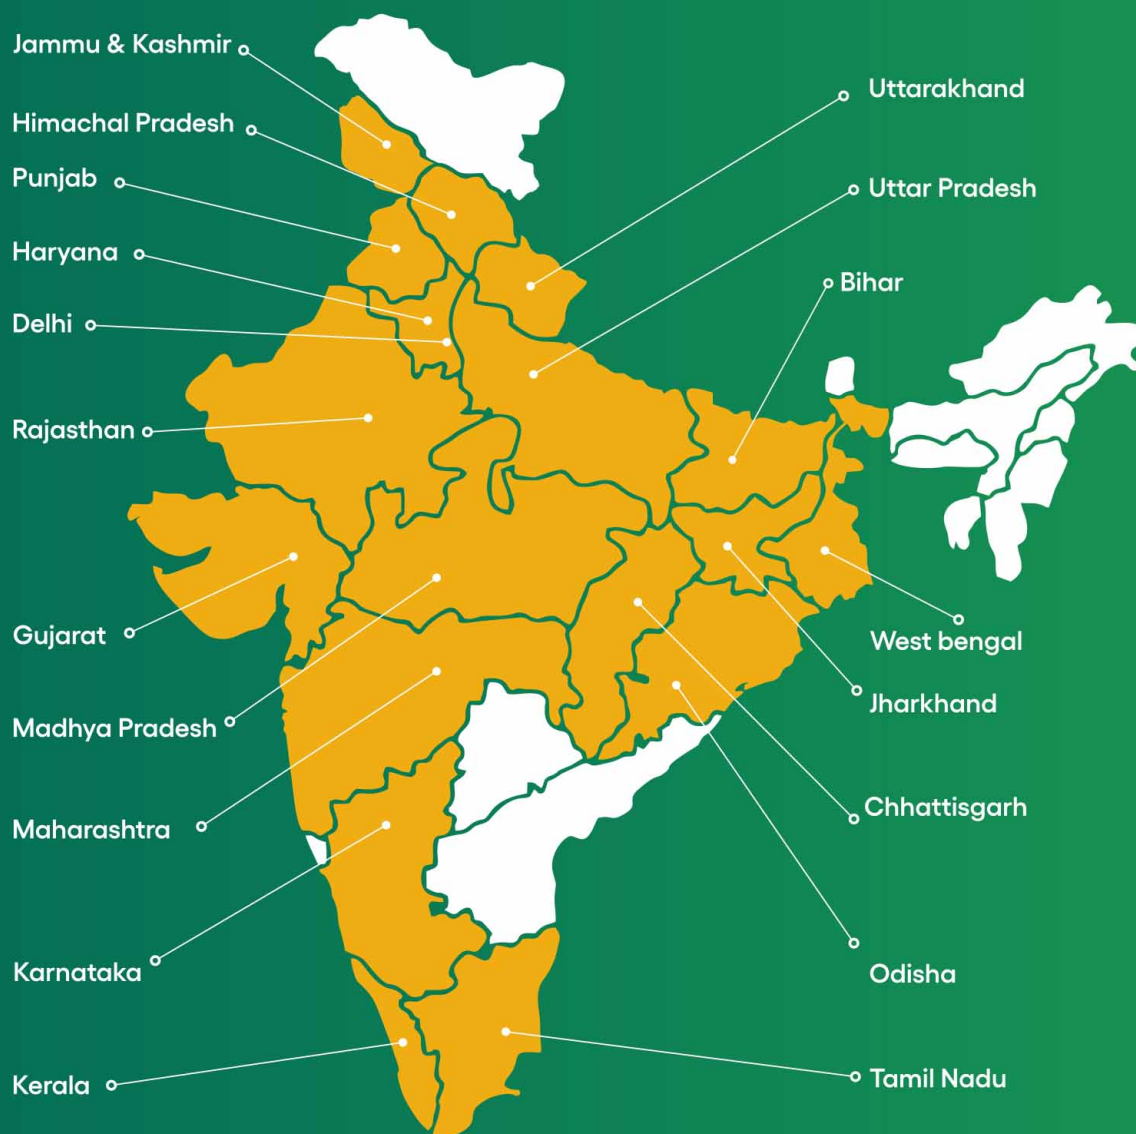 Jammu & Kashmir
Himachal Pradesh
Punjab
Haryana
Delhi
Rajasthan
Gujarat
Madhya Pradesh
Maharashtra
Karnataka
Kerala
Uttarakhand
Uttar Pradesh
Bihar
West bengal
Jharkhand
Chhattisgarh
Odisha
Tamil Nadu